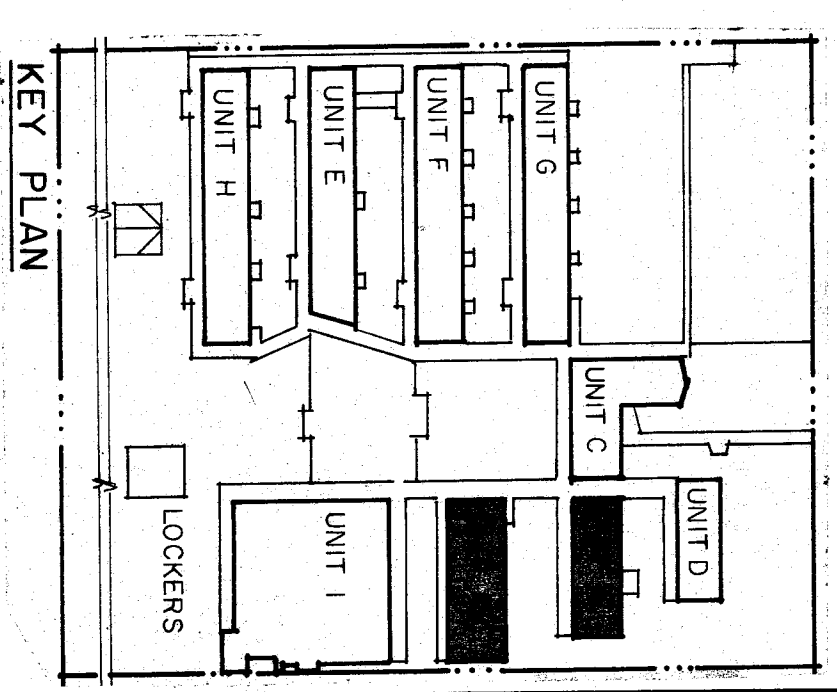 KEY PLAN
UNIT H
UNIT E
UNIT F
UNIT G
UNIT C
UNIT D
UNIT I
LOCKERS